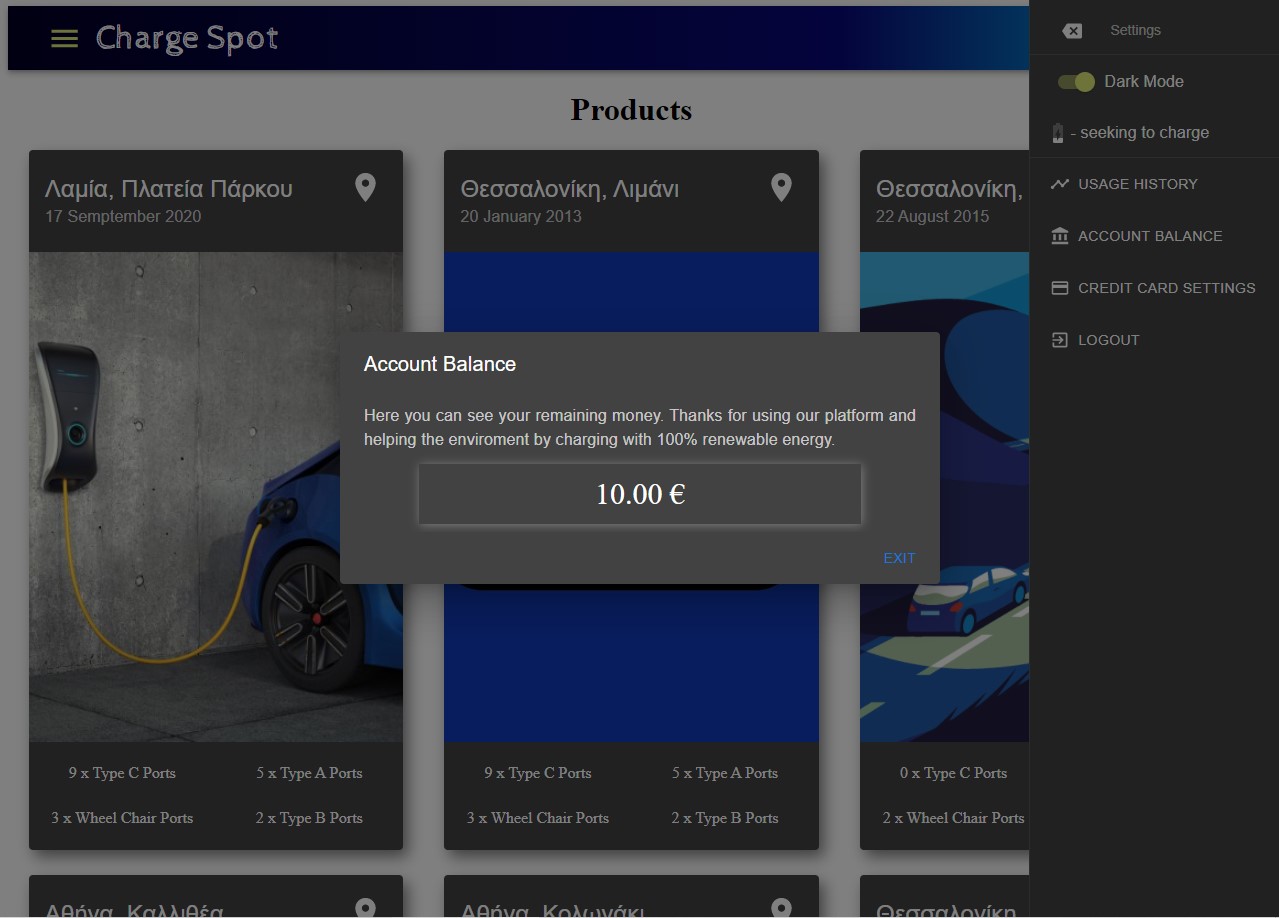 Charge Spot
Settings
Dark Mode
- seeking to charge
USAGE HISTORY
ACCOUNT BALANCE
CREDIT CARD SETTINGS
LOGOUT
Products
Λαμία, Πλατεία Πάρκου
17 Semptember 2020
Θεσσαλονίκη, Λιμάνι
20 January 2013
Θεσσαλονίκη,
22 August 2015
Account Balance
Here you can see your remaining money. Thanks for using our platform and
helping the enviroment by charging with 100% renewable energy.
10.00 €
EXIT
9 x Type C Ports
5 x Type A Ports
3 x Wheel Chair Ports
2 x Type B Ports
9 x Type C Ports
5 x Type A Ports
3 x Wheel Chair Ports
2 x Type B Ports
0 x Type C Ports
2 x Wheel Chair Ports
Αθήνα, Καλλιθέα
Αθήνα, Κολωνάκι
Θεσσαλονίκη